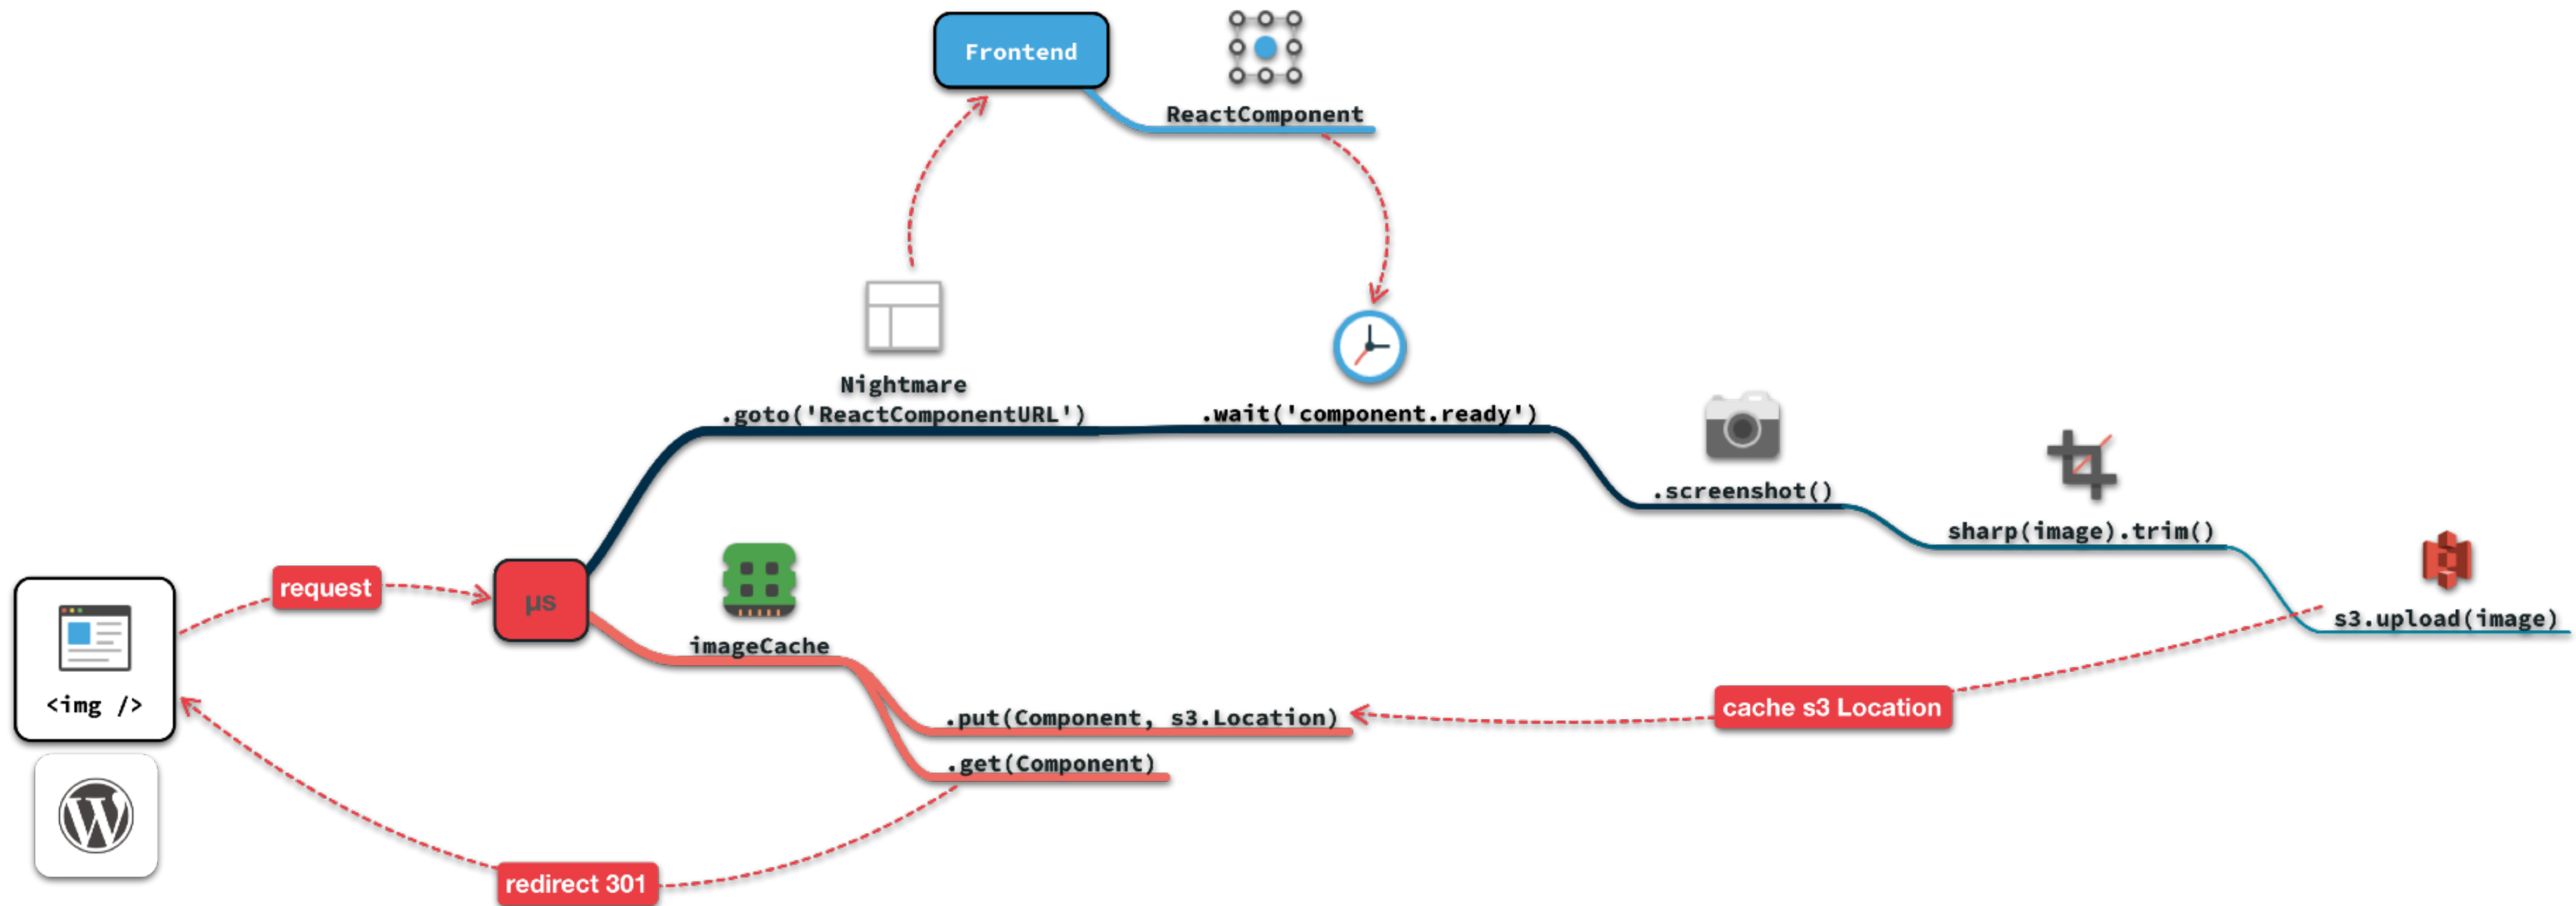 Frontend
ReactComponent
Nightmare
.goto('ReactComponentURL')
.wait('component.ready')
.screenshot()
sharp(image).trim()
s3.upload(image)
request
µs
imageCache
<img />
.put(Component, s3.Location)
cache s3 Location
.get(Component)
redirect 301